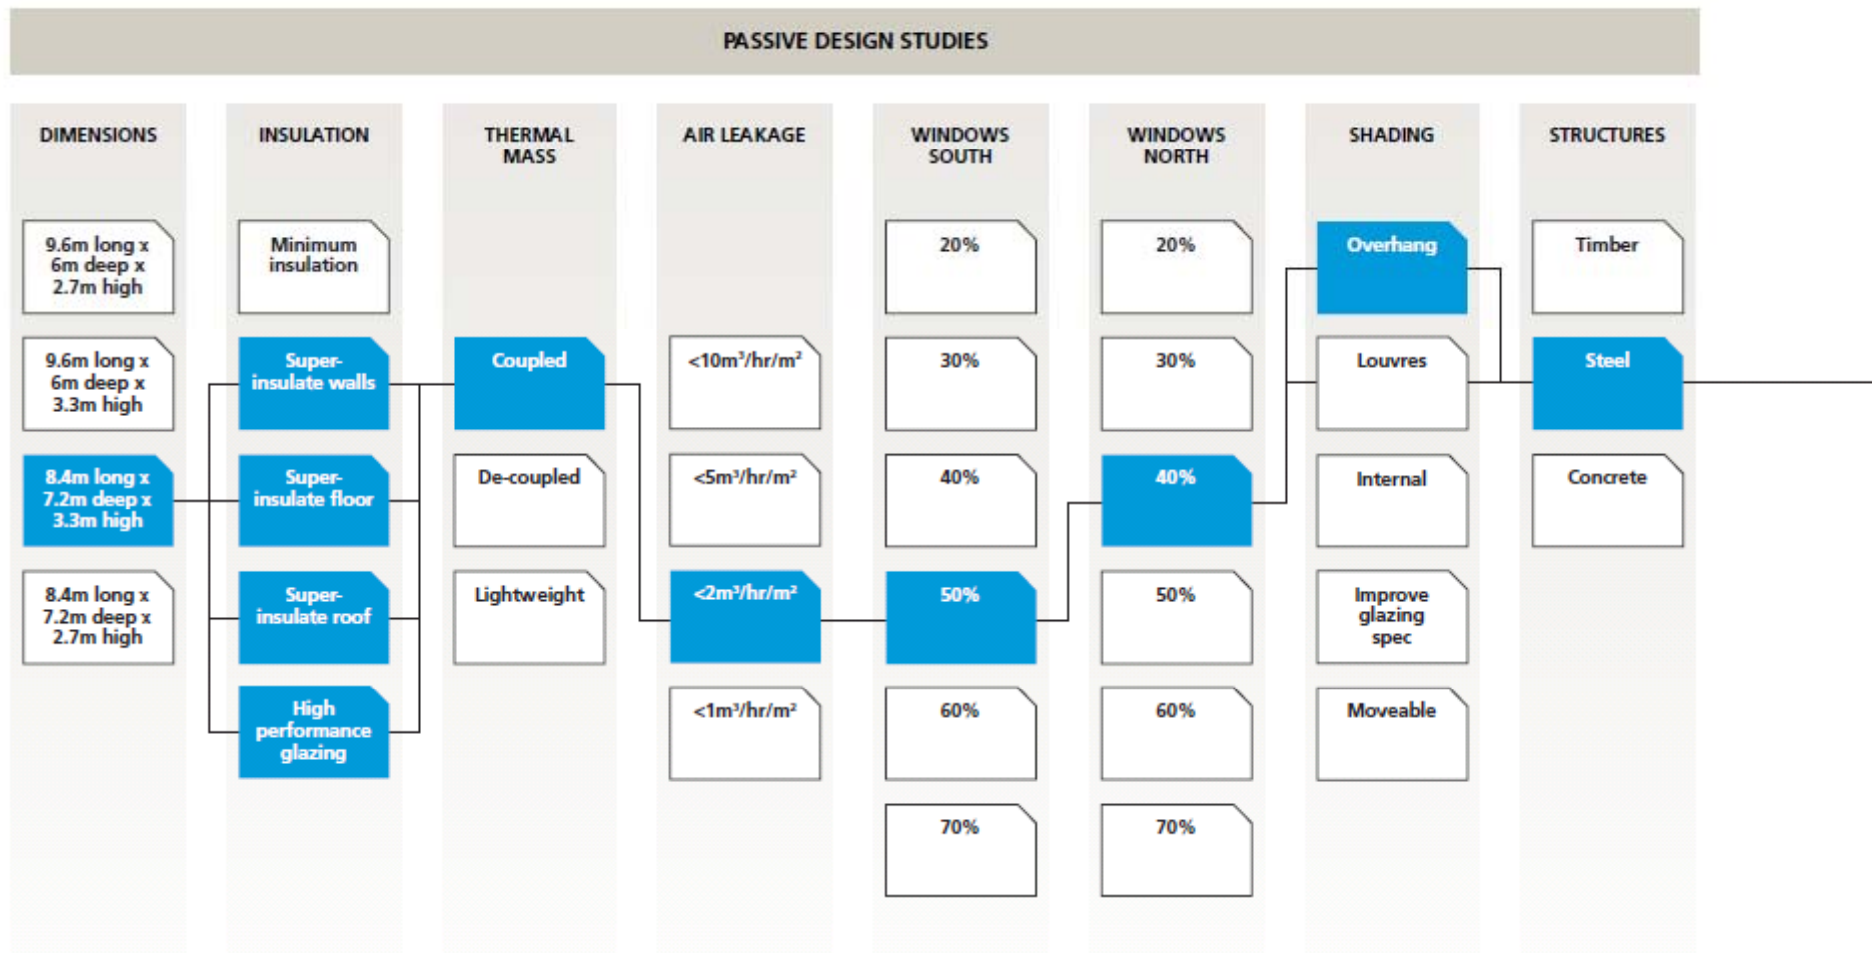 PASSIVE DESIGN STUDIES
DIMENSIONS
9.6m long x
6m deep x
2.7m high
9.6m long x
6m deep x
3.3m high
8.4m long x
7.2m deep x
3.3m high
8.4m long x
7.2m deep x
2.7m high
INSULATION
Minimum
insulation
Super-
insulate walls
Super-
insulate floor
Super-
insulate roof
High
performance
glazing
THERMAL
MASS
Coupled
De-coupled
Lightweight
AIR LEAKAGE
<10m³/hr/m²
<5m³/hr/m²
<2m³/hr/m²
<1m³/hr/m²
WINDOWS
SOUTH
20%
30%
40%
50%
60%
70%
WINDOWS
NORTH
20%
30%
40%
50%
60%
70%
SHADING
Overhang
Louvres
Internal
Improve
glazing
spec
Moveable
STRUCTURES
Timber
Steel
Concrete